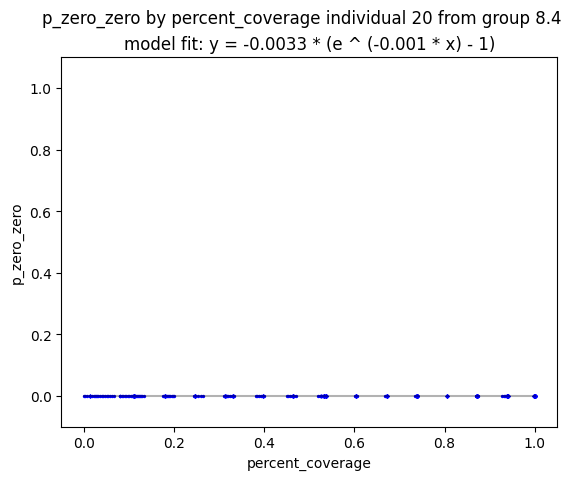 p_zero_zero by percent_coverage individual 20 from group 8.4
model fit: y = -0.0033 * (e ^ (-0.001 * x) - 1)
1.0
0.8
0.6
0.4
0.2
0.0
p_zero_zero
0.0 0.2 0.4 0.6 0.8 1.0
percent_coverage